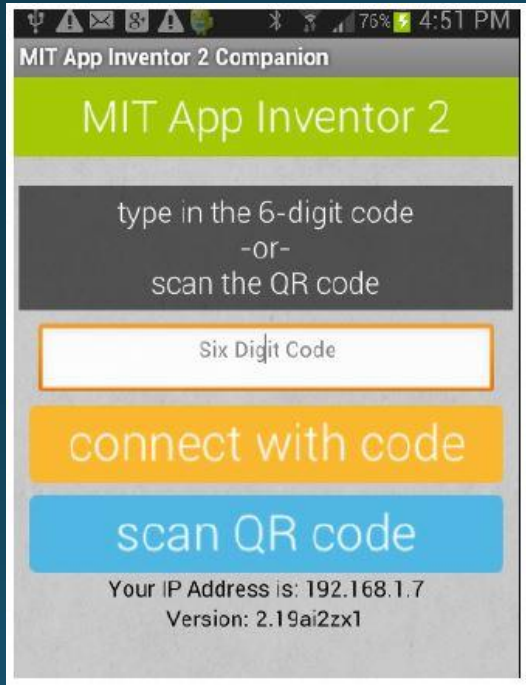 76% 4:51 PM
MIT App Inventor 2 Companion
MIT App Inventor 2
type in the 6-digit code
-or-
scan the QR code
Six Digit Code
connect with code
scan QR code
Your IP Address is: 192.168.1.7
Version: 2.19ai2zx1